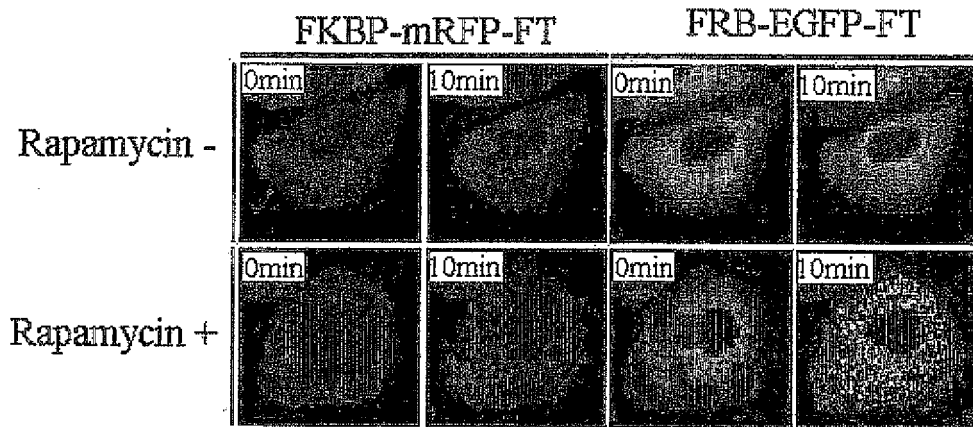 FKBP-mRFP-FT FRB-EGFP-FT
Rapamycin -
0min 10min 0min 10min
Rapamycin +
0min 10min 0min 10min